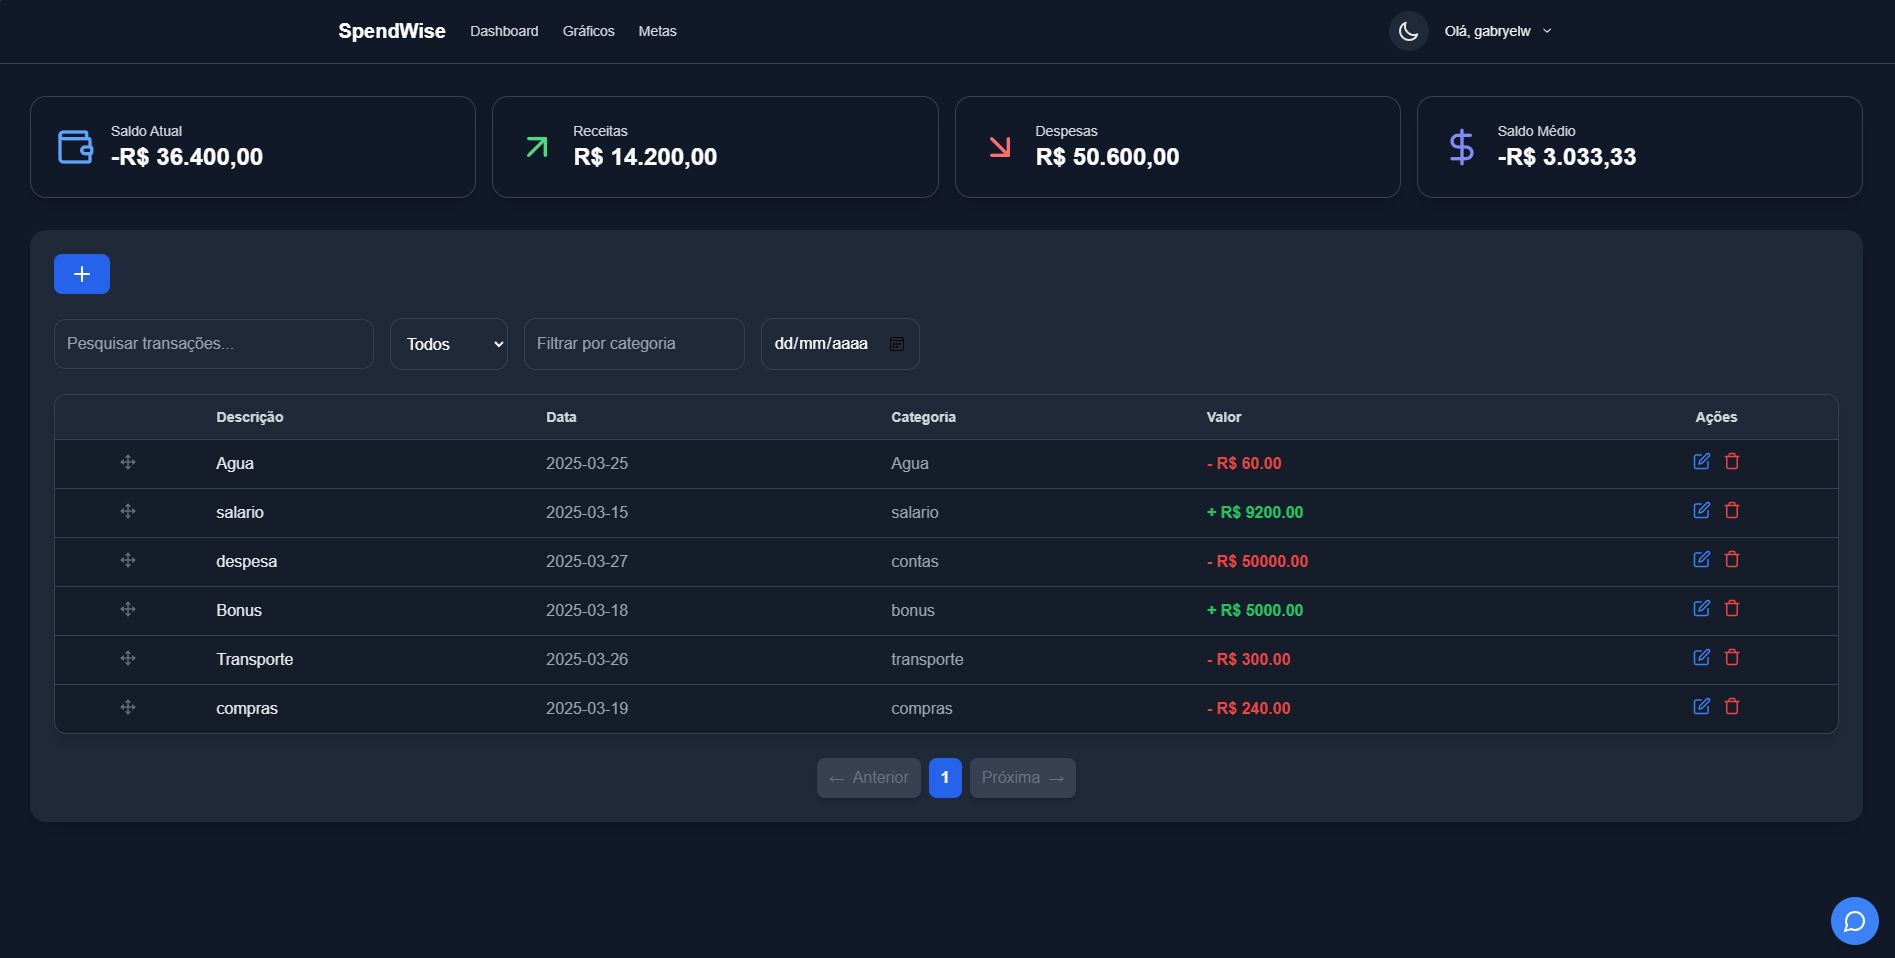 SpendWise Dashboard Gráficos Metas Olá, gabryelw
Saldo Atual
-R$ 36.400,00
Receitas
R$ 14.200,00
Despesas
R$ 50.600,00
Saldo Médio
-R$ 3.033,33
+
Pesquisar transações... Todos Filtrar por categoria dd/mm/aaaa
Descrição Data Categoria Valor Ações
Agua 2025-03-25 Agua - R$ 60.00
salario 2025-03-15 salario + R$ 9200.00
despesa 2025-03-27 contas - R$ 50000.00
Bonus 2025-03-18 bonus + R$ 5000.00
Transporte 2025-03-26 transporte - R$ 300.00
compras 2025-03-19 compras - R$ 240.00
← Anterior 1 Próxima →